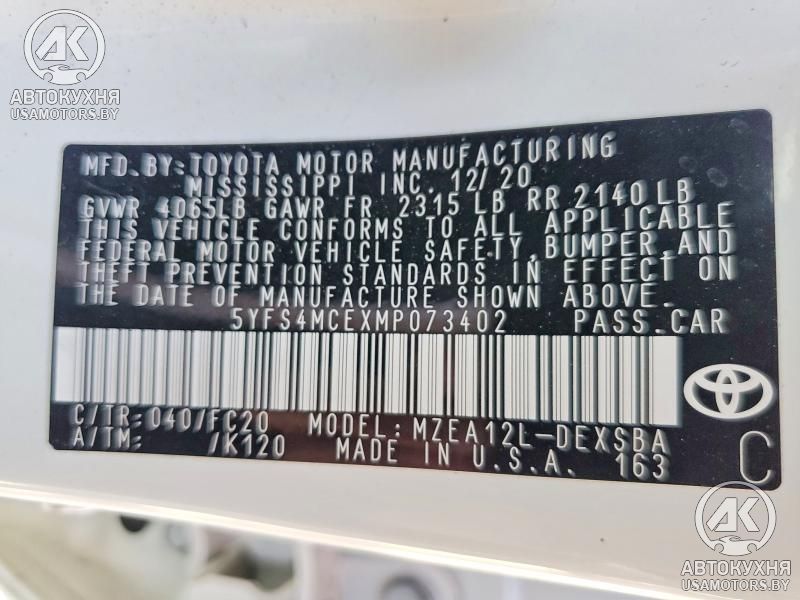 AK
АВТОКУХНЯ
USAMOTORS.BY
MFD. BY: TOYOTA MOTOR MANUFACTURING
MISSISSIPPI INC. 12/20
GVWR 4065LB GAWR FR 2315 LB RR 2140 LB
THIS VEHICLE CONFORMS TO ALL APPLICABLE
FEDERAL MOTOR VEHICLE SAFETY, BUMPER, AND
THEFT PREVENTION STANDARDS IN EFFECT ON
THE DATE OF MANUFACTURE SHOWN ABOVE.
5YFS4MCEXMP073402 PASS. CAR
C/TR: 040/FC20 MODEL: MZEA12L-DEXSBA
A/TM: /K120 MADE IN U.S.A. 163
C
AK
АВТОКУХНЯ
USAMOTORS.BY